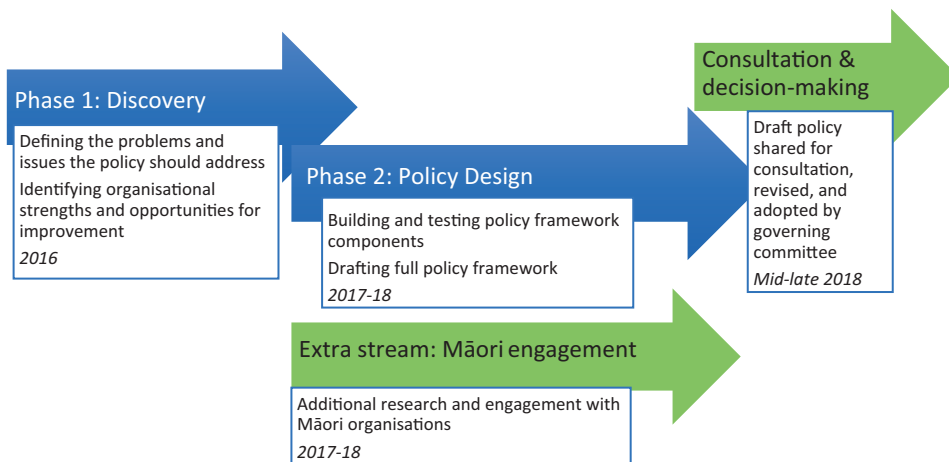 Phase 1: Discovery
Defining the problems and
issues the policy should address
Identifying organisational
strengths and opportunities for
improvement
2016
Phase 2: Policy Design
Building and testing policy framework
components
Drafting full policy framework
2017-18
Consultation &
decision-making
Draft policy
shared for
consultation,
revised, and
adopted by
governing
committee
Mid-late 2018
Extra stream: Māori engagement
Additional research and engagement with
Māori organisations
2017-18